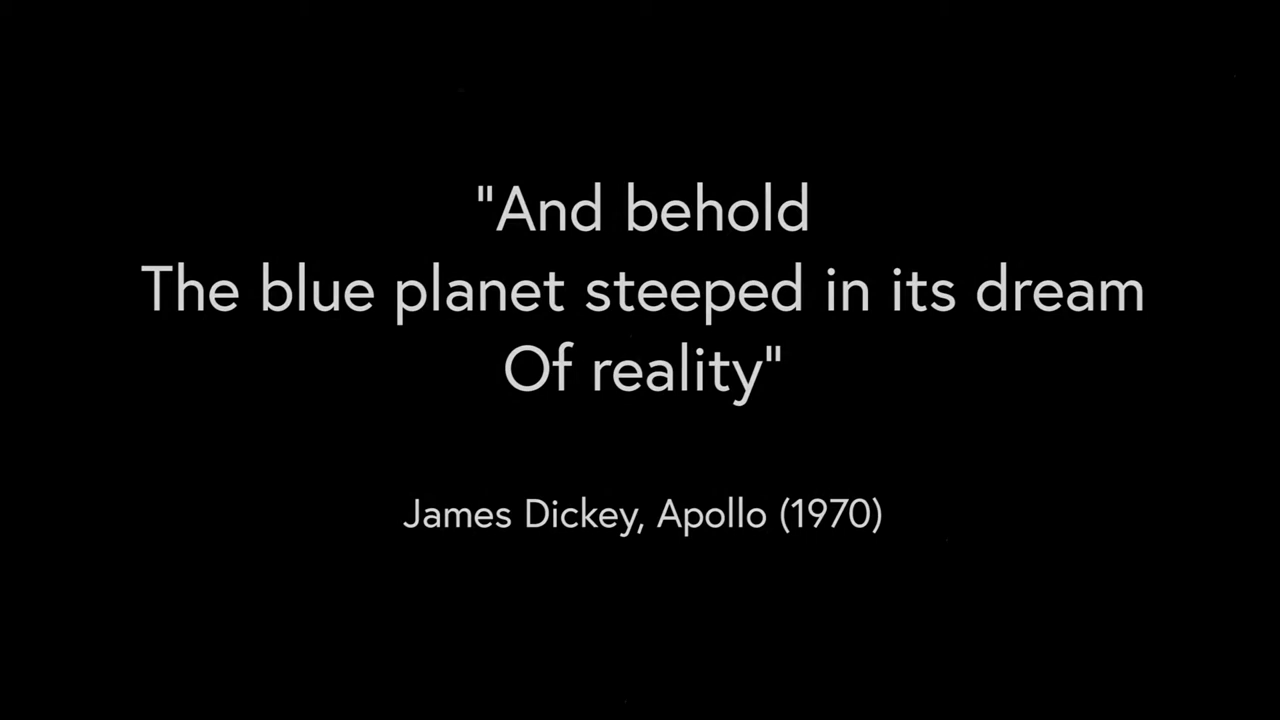 "And behold
The blue planet steeped in its dream
Of reality"
James Dickey, Apollo (1970)